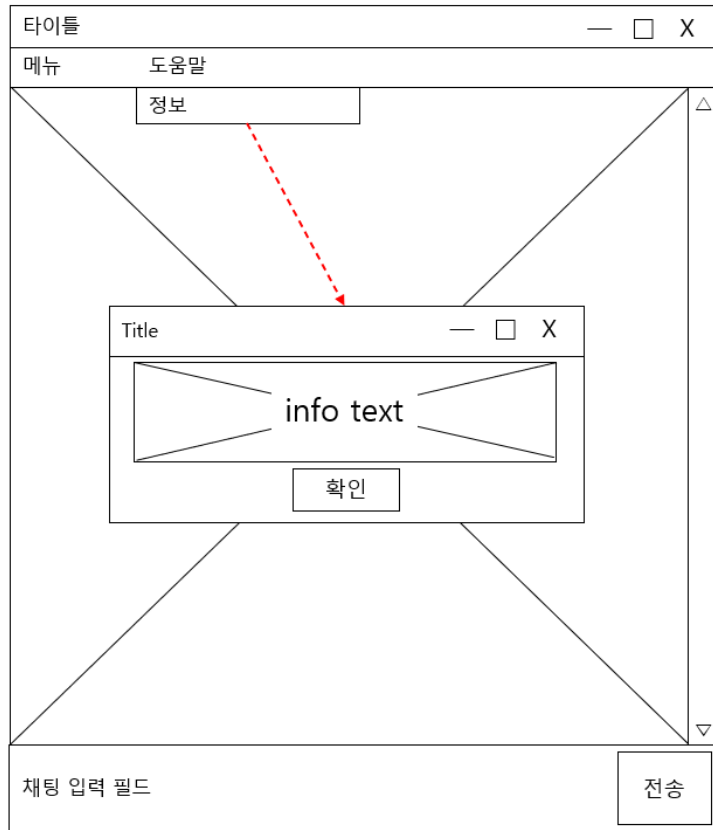 타이틀 — □ X
메뉴 도움말
정보
△
Title — □ X
info text
확인
▽
채팅 입력 필드 전송